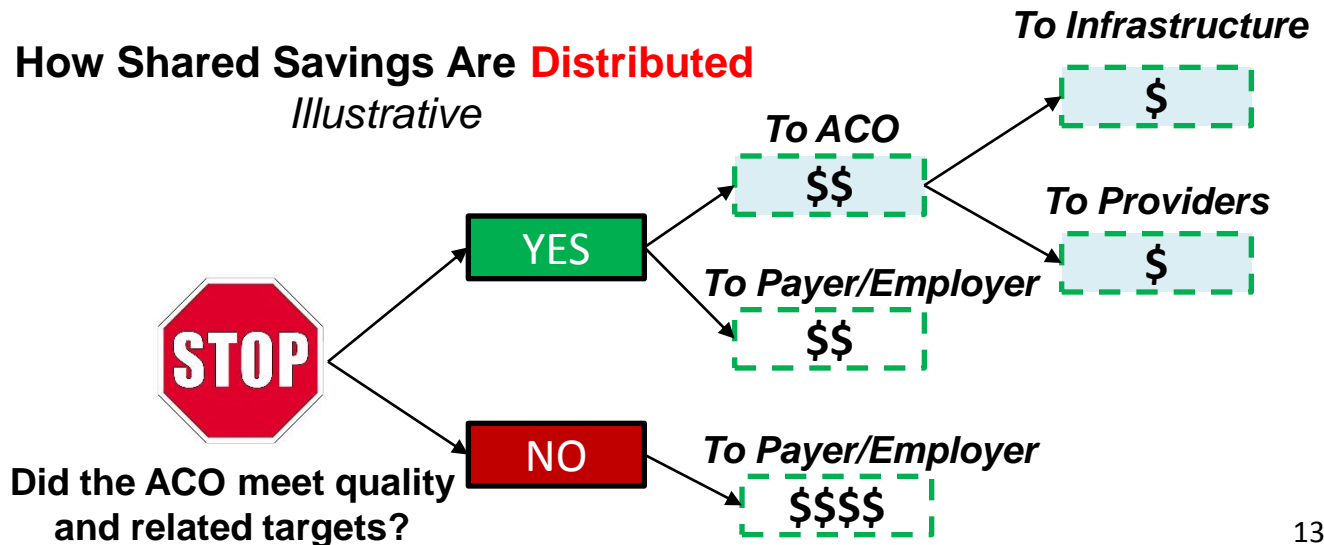 How Shared Savings Are Distributed
Illustrative
STOP
Did the ACO meet quality
and related targets?
YES
NO
To ACO
$$
To Payer/Employer
$$
To Payer/Employer
$$$$
To Infrastructure
$
To Providers
$
13